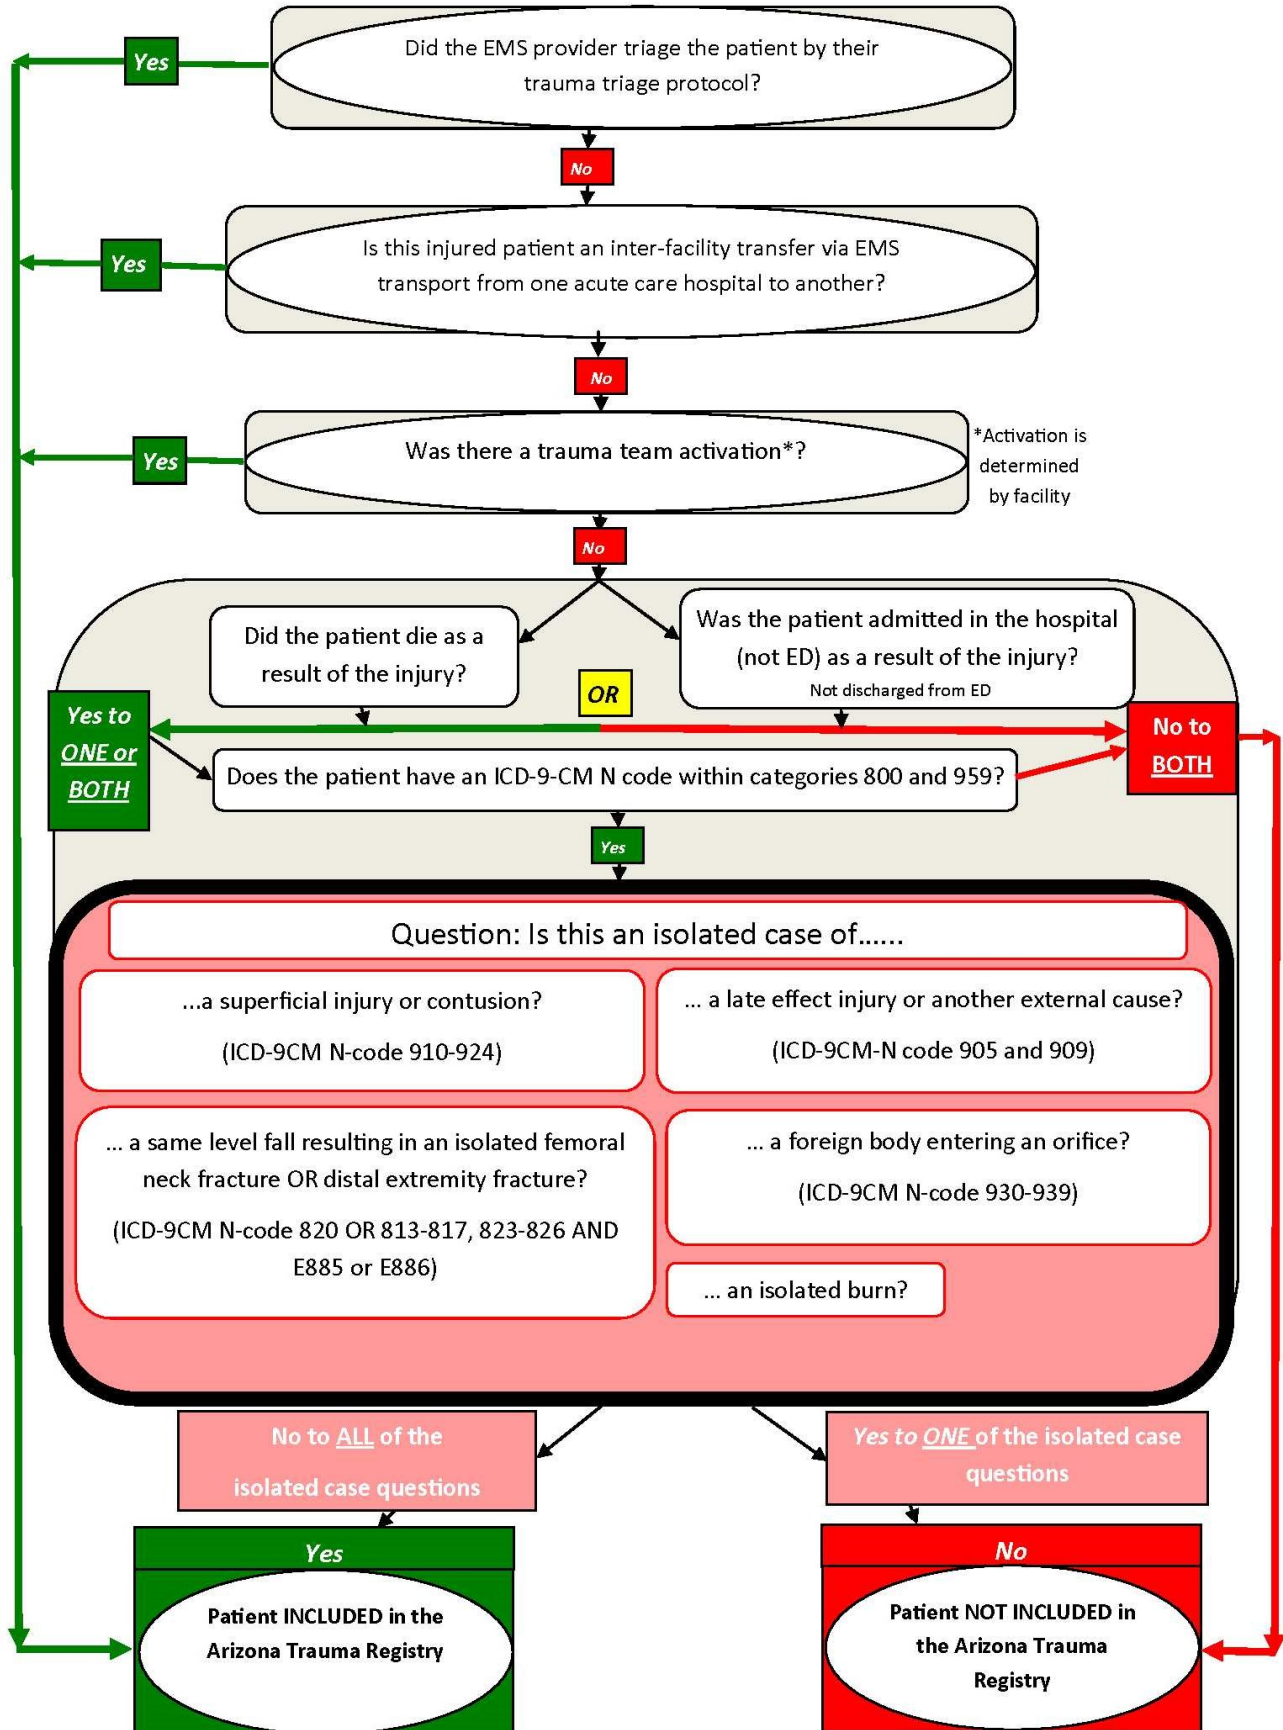 Did the EMS provider triage the patient by their
trauma triage protocol?
Yes
No
Is this injured patient an inter-facility transfer via EMS
transport from one acute care hospital to another?
Yes
No
Was there a trauma team activation*?
Yes
*Activation is
determined
by facility
No
Did the patient die as a
result of the injury?
Was the patient admitted in the hospital
(not ED) as a result of the injury?
Not discharged from ED
OR
Yes to
ONE or
BOTH
No to
BOTH
Does the patient have an ICD-9-CM N code within categories 800 and 959?
Yes
Question: Is this an isolated case of......
...a superficial injury or contusion?
(ICD-9CM N-code 910-924)
... a late effect injury or another external cause?
(ICD-9CM-N code 905 and 909)
... a same level fall resulting in an isolated femoral
neck fracture OR distal extremity fracture?
(ICD-9CM N-code 820 OR 813-817, 823-826 AND
E885 or E886)
... a foreign body entering an orifice?
(ICD-9CM N-code 930-939)
... an isolated burn?
No to ALL of the
isolated case questions
Yes to ONE of the isolated case
questions
Yes
Patient INCLUDED in the
Arizona Trauma Registry
No
Patient NOT INCLUDED in
the Arizona Trauma
Registry